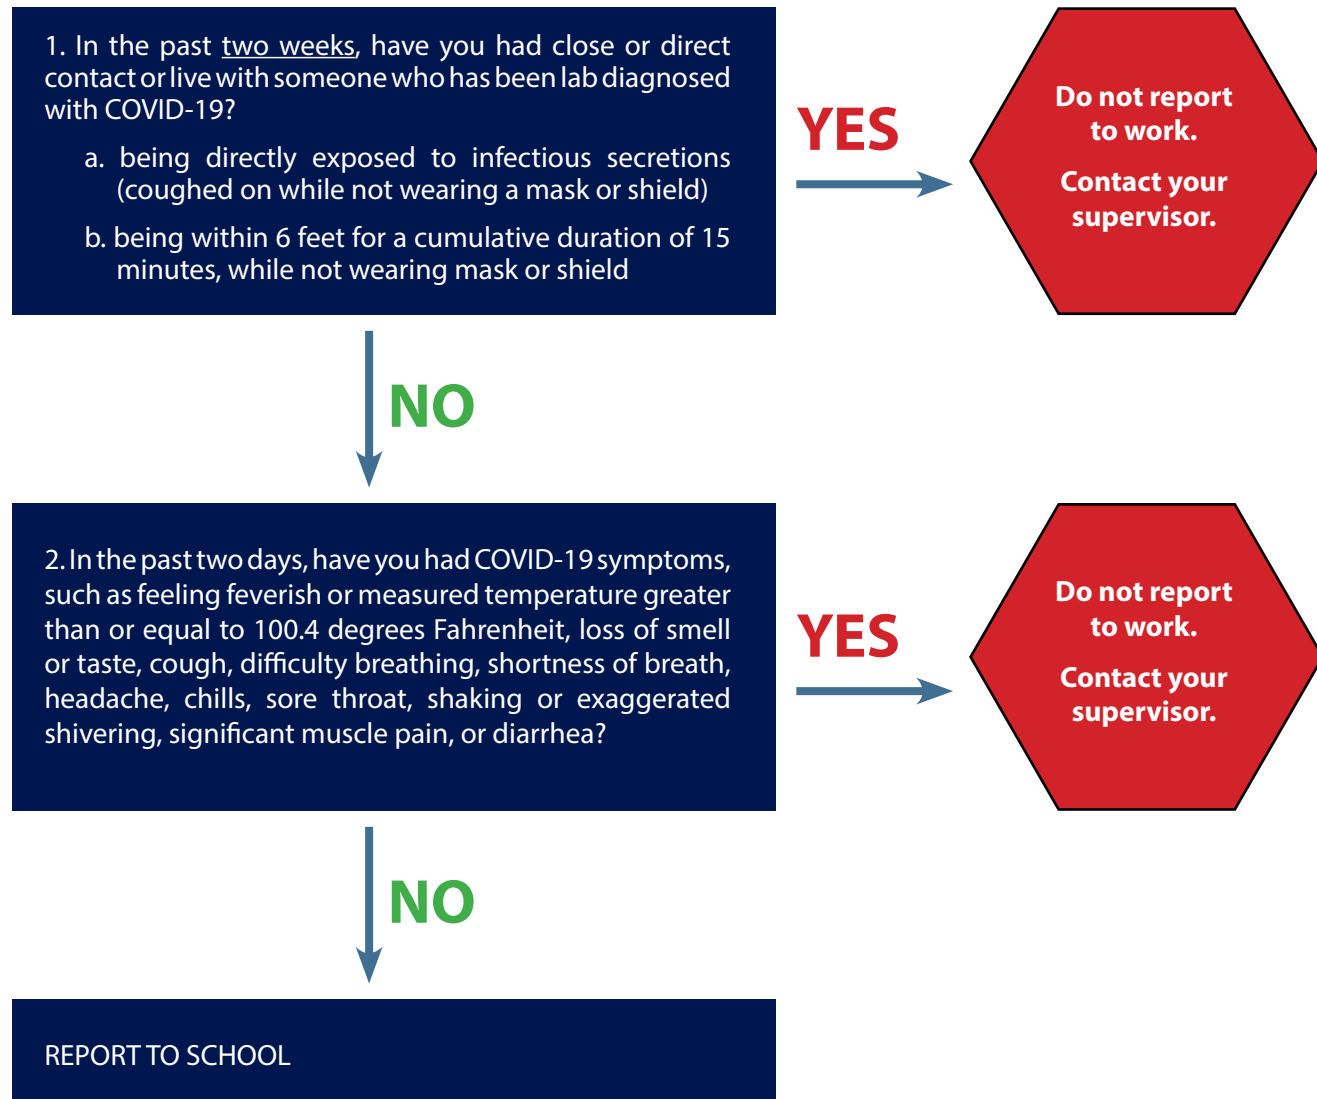 1. In the past two weeks, have you had close or direct
contact or live with someone who has been lab diagnosed
with COVID-19?
a. being directly exposed to infectious secretions
(coughed on while not wearing a mask or shield)
b. being within 6 feet for a cumulative duration of 15
minutes, while not wearing mask or shield
YES
Do not report
to work.
Contact your
supervisor.
NO
2. In the past two days, have you had COVID-19 symptoms,
such as feeling feverish or measured temperature greater
than or equal to 100.4 degrees Fahrenheit, loss of smell
or taste, cough, difficulty breathing, shortness of breath,
headache, chills, sore throat, shaking or exaggerated
shivering, significant muscle pain, or diarrhea?
YES
Do not report
to work.
Contact your
supervisor.
NO
REPORT TO SCHOOL